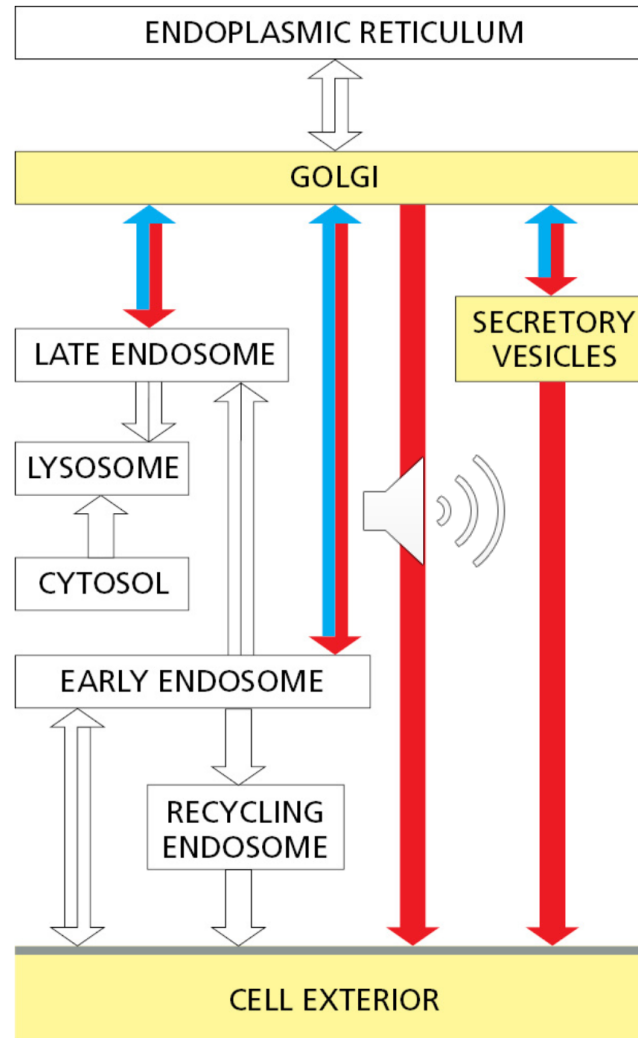 ENDOPLASMIC RETICULUM
GOLGI
SECRETORY
VESICLES
LATE ENDOSOME
LYSOSOME
CYTOSOL
EARLY ENDOSOME
RECYCLING
ENDOSOME
CELL EXTERIOR